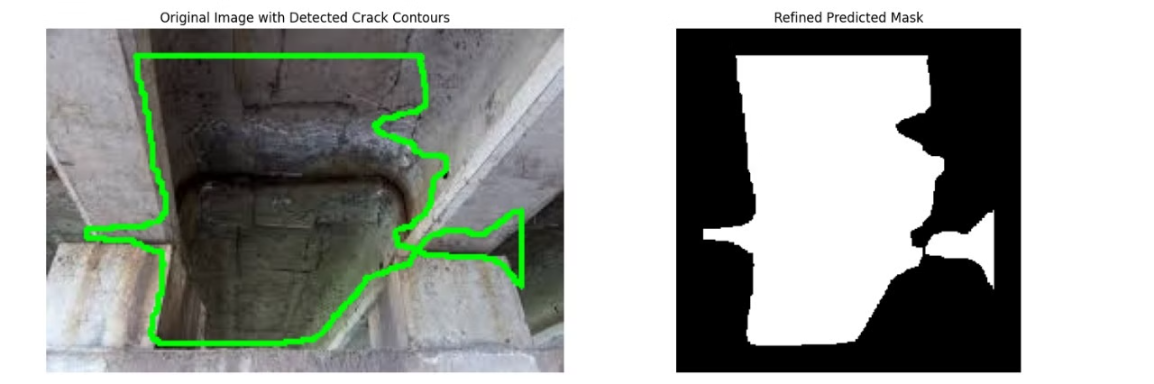 Original Image with Detected Crack Contours
Refined Predicted Mask